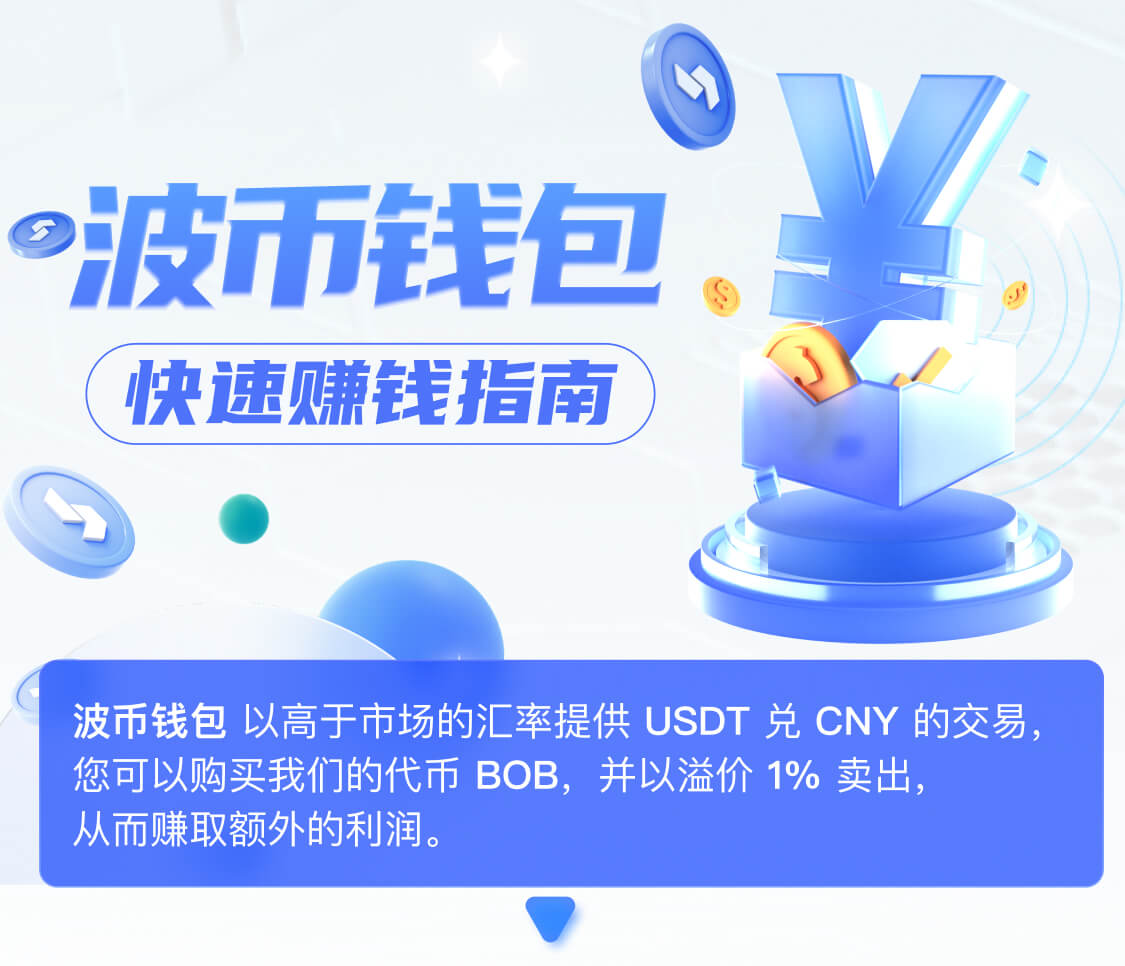 波币钱包
快速赚钱指南
波币钱包 以高于市场的汇率提供 USDT 兑 CNY 的交易，
您可以购买我们的代币 BOB，并以溢价 1% 卖出，
从而赚取额外的利润。